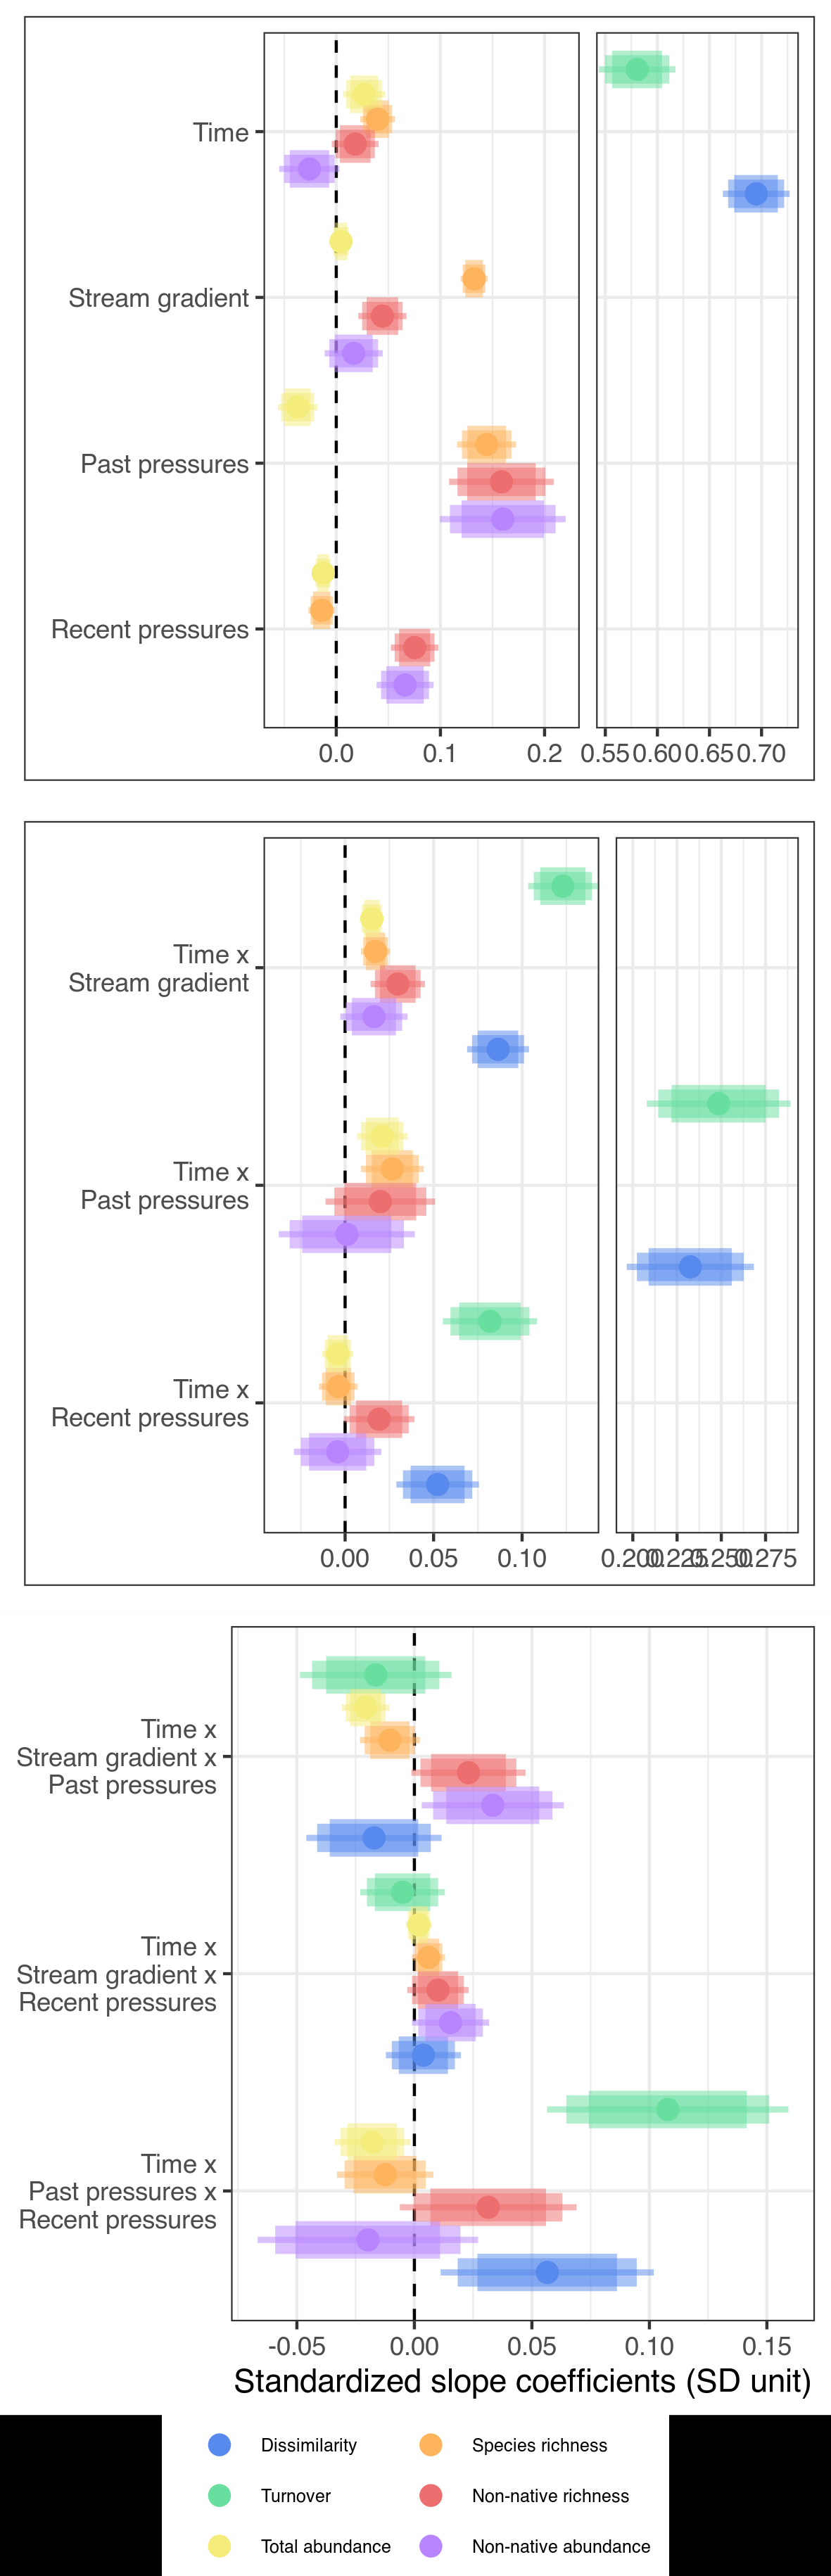 Time
Stream gradient
Past pressures
Recent pressures
0.0 0.1 0.2 0.55 0.60 0.65 0.70
Time x
Stream gradient
Time x
Past pressures
Time x
Recent pressures
0.00 0.05 0.10 0.200 0.225 0.250 0.275
Time x
Stream gradient x
Past pressures
Time x
Stream gradient x
Recent pressures
Time x
Past pressures x
Recent pressures
-0.05 0.00 0.05 0.10 0.15
Standardized slope coefficients (SD unit)
Dissimilarity Species richness
Turnover Non-native richness
Total abundance Non-native abundance